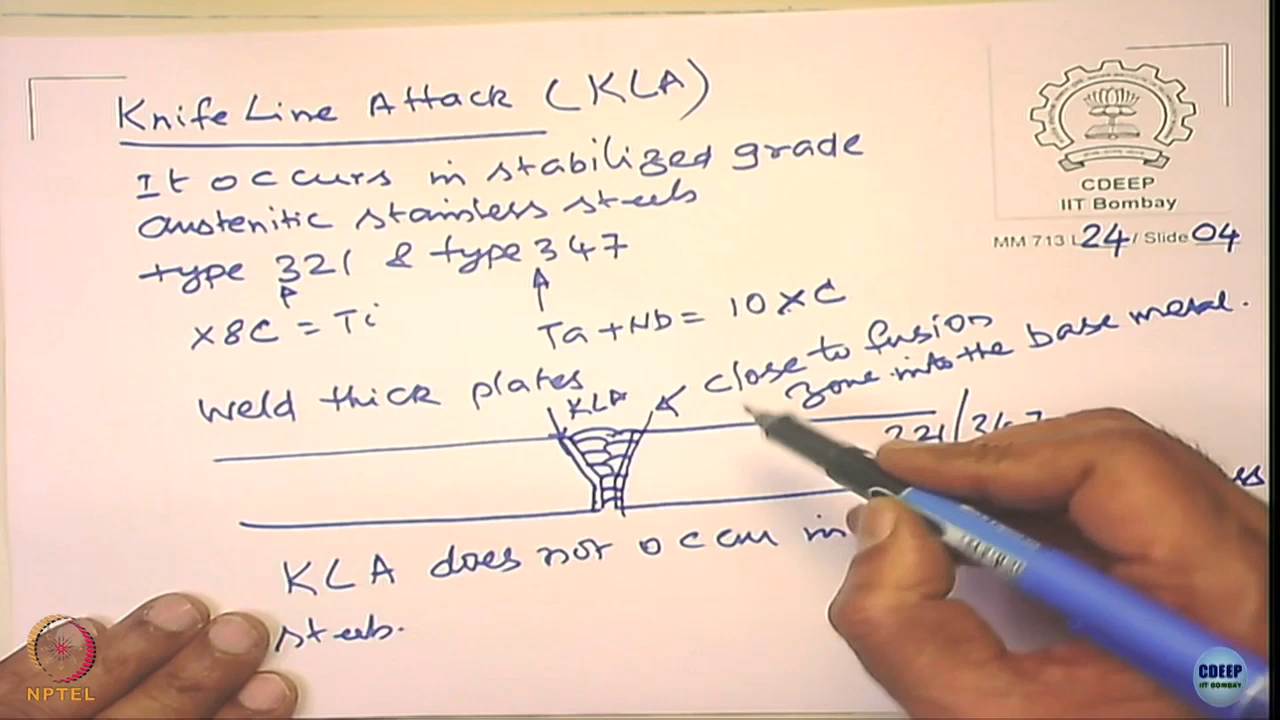 Knife Line Attack (KLA)
It occurs in stabilized grade
austenitic stainless steels
type 321 & type 347
x8C = Ti
Ta + Nb = 10 x C
close to fusion
zone into the base metal.
Weld thick plates
KLA
321/347
KLA does not occur in
steels.
CDEEP
IIT Bombay
MM 713 L24 / Slide 04
NPTEL
CDEEP
IIT BOMBAY